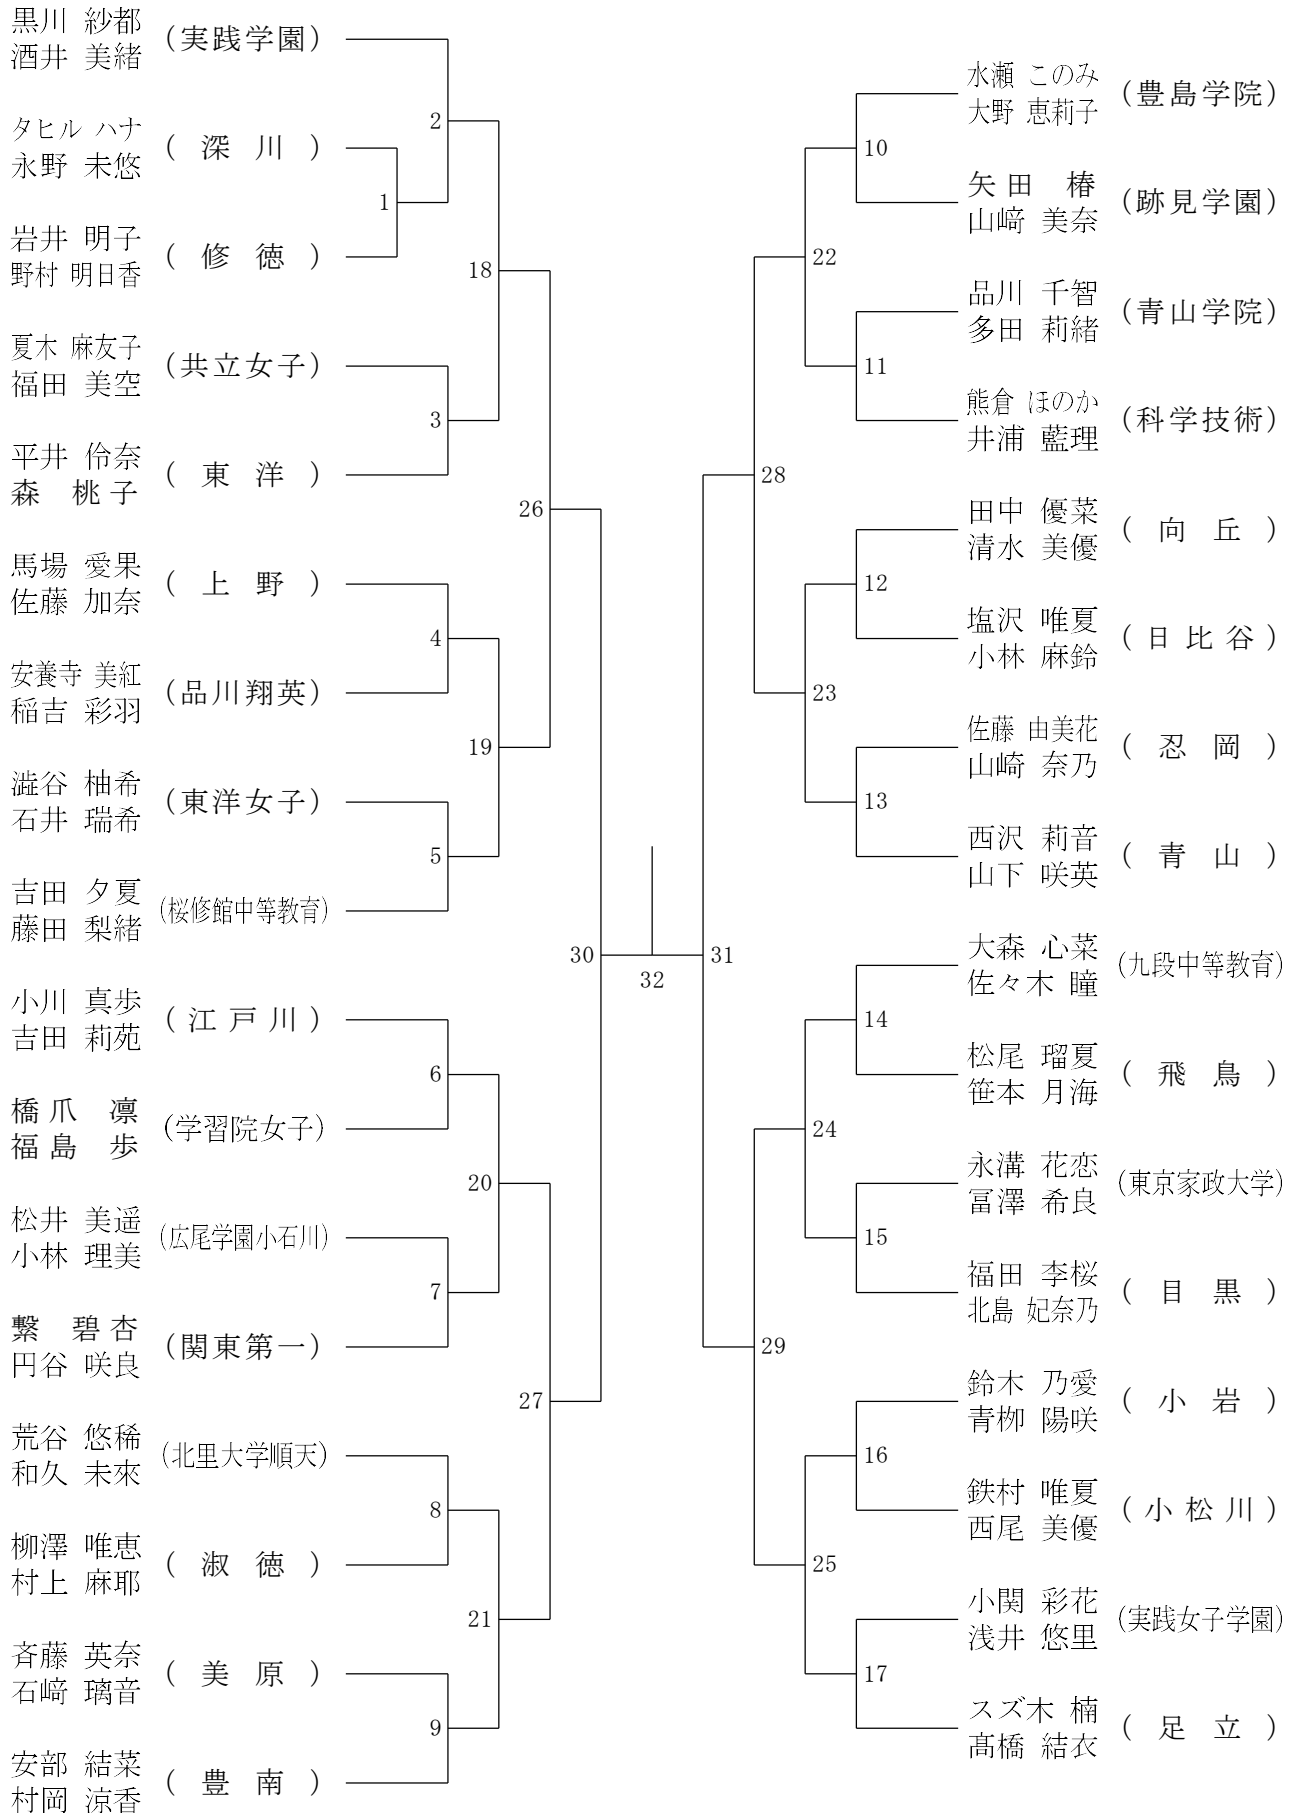 黒川 紗都
酒井 美緒
(実践学園)
タヒル ハナ
永野 未悠
(深川)
岩井 明子
野村 明日香
(修徳)
夏木 麻友子
福田 美空
(共立女子)
平井 伶奈
森 桃子
(東洋)
馬場 愛果
佐藤 加奈
(上野)
安養寺 美紅
稲吉 彩羽
(品川翔英)
澁谷 柚希
石井 瑞希
(東洋女子)
吉田 夕夏
藤田 梨緒
(桜修館中等教育)
小川 真歩
吉田 莉苑
(江戸川)
橋爪 凛
福島 歩
(学習院女子)
松井 美遥
小林 理美
(広尾学園小石川)
繋 碧杏
円谷 咲良
(関東第一)
荒谷 悠稀
和久 未來
(北里大学順天)
柳澤 唯恵
村上 麻耶
(淑徳)
斉藤 英奈
石﨑 璃音
(美原)
安部 結菜
村岡 涼香
(豊南)
1
2
3
4
5
6
7
8
9
18
19
20
21
26
27
30
32
31
28
29
22
23
24
25
10
11
12
13
14
15
16
17
水瀬 このみ
大野 恵莉子
(豊島学院)
矢田 椿
山﨑 美奈
(跡見学園)
品川 千智
多田 莉緒
(青山学院)
熊倉 ほのか
井浦 藍理
(科学技術)
田中 優菜
清水 美優
(向丘)
塩沢 唯夏
小林 麻鈴
(日比谷)
佐藤 由美花
山崎 奈乃
(忍岡)
西沢 莉音
山下 咲英
(青山)
大森 心菜
佐々木 瞳
(九段中等教育)
松尾 瑠夏
笹本 月海
(飛鳥)
永溝 花恋
冨澤 希良
(東京家政大学)
福田 李桜
北島 妃奈乃
(目黒)
鈴木 乃愛
青栁 陽咲
(小岩)
鉄村 唯夏
西尾 美優
(小松川)
小関 彩花
浅井 悠里
(実践女子学園)
スズ木 楠
髙橋 結衣
(足立)